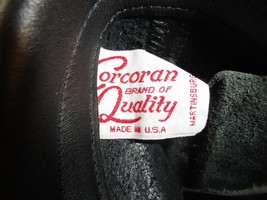 Corcoran
BRAND OF
Quality
MADE IN U.S.A
MARTINSBURG